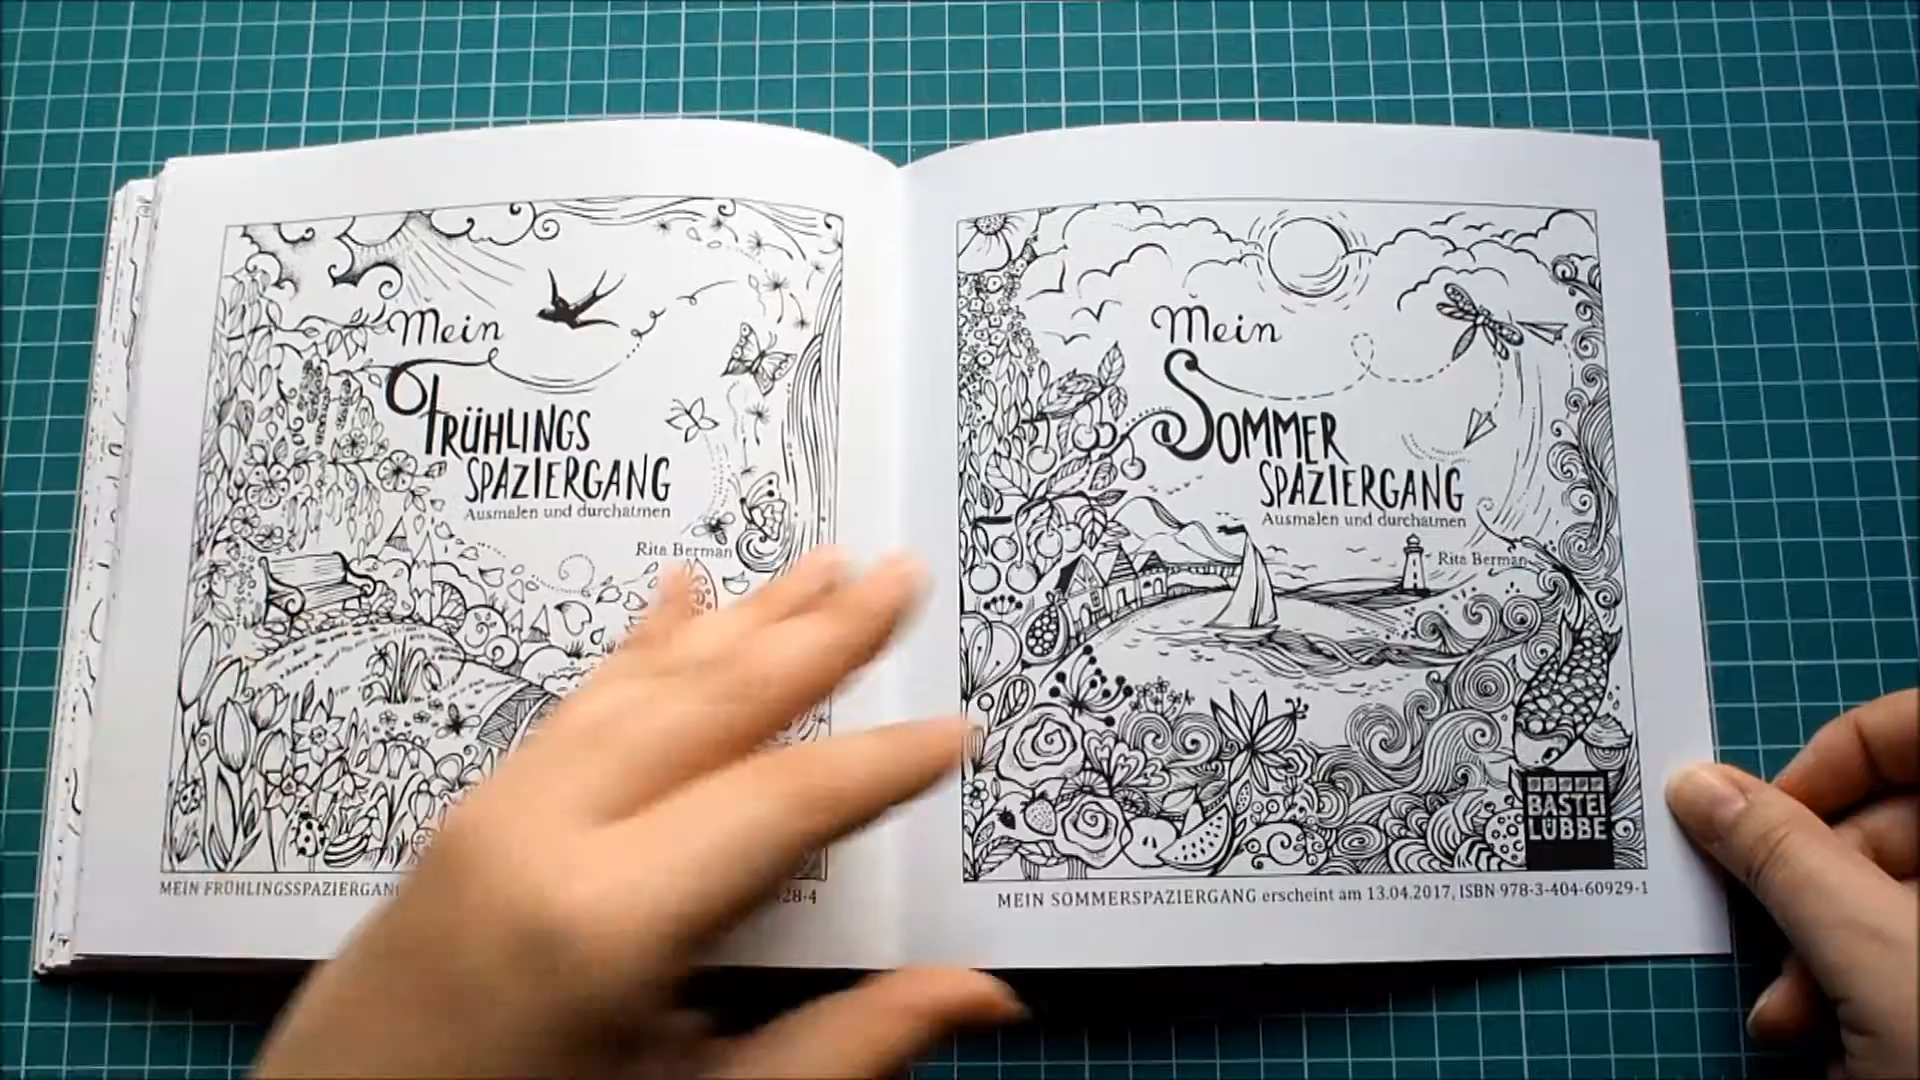 Mein
FRÜHLINGS
SPAZIERGANG
Ausmalen und durchatmen
Rita Berman
MEIN FRÜHLINGSSPAZIERGANG 28-4
Mein
SOMMER
SPAZIERGANG
Ausmalen und durchatmen
Rita Berman
BASTEI
LÜBBE
MEIN SOMMERSPAZIERGANG erscheint am 13.04.2017, ISBN 978-3-404-60929-1